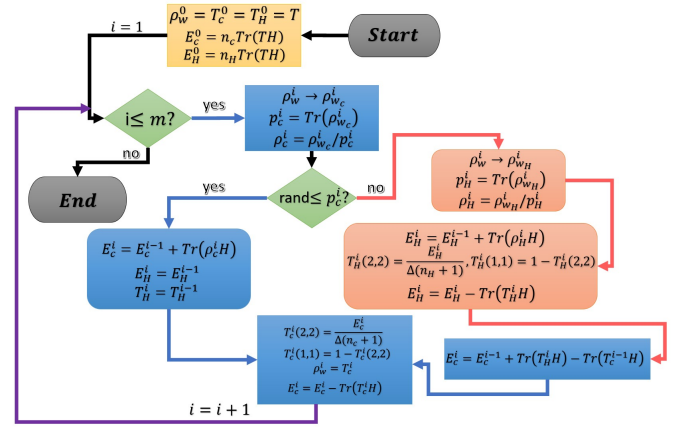 Start
ρ_w^0 = T_c^0 = T_H^0 = T
E_c^0 = n_c Tr(TH)
E_H^0 = n_H Tr(TH)
i = 1
i≤ m?
yes
no
End
ρ_w^i → ρ_{w_c}^i
p_c^i = Tr(ρ_{w_c}^i)
ρ_c^i = ρ_{w_c}^i/p_c^i
rand≤ p_c^i?
yes
no
ρ_w^i → ρ_{w_H}^i
p_H^i = Tr(ρ_{w_H}^i)
ρ_H^i = ρ_{w_H}^i/p_H^i
E_c^i = E_c^{i-1} + Tr(ρ_c^i H)
E_H^i = E_H^{i-1}
T_H^i = T_H^{i-1}
E_H^i = E_H^{i-1} + Tr(ρ_H^i H)
T_H^i(2,2) = E_H^i/Δ(n_H + 1), T_H^i(1,1) = 1 − T_H^i(2,2)
E_H^i = E_H^i − Tr(T_H^i H)
E_c^i = E_c^{i-1} + Tr(T_H^i H) − Tr(T_c^{i-1} H)
T_c^i(2,2) = E_c^i/Δ(n_c + 1)
T_c^i(1,1) = 1 − T_c^i(2,2)
ρ_w^i = T_c^i
E_c^i = E_c^i − Tr(T_c^i H)
i = i + 1